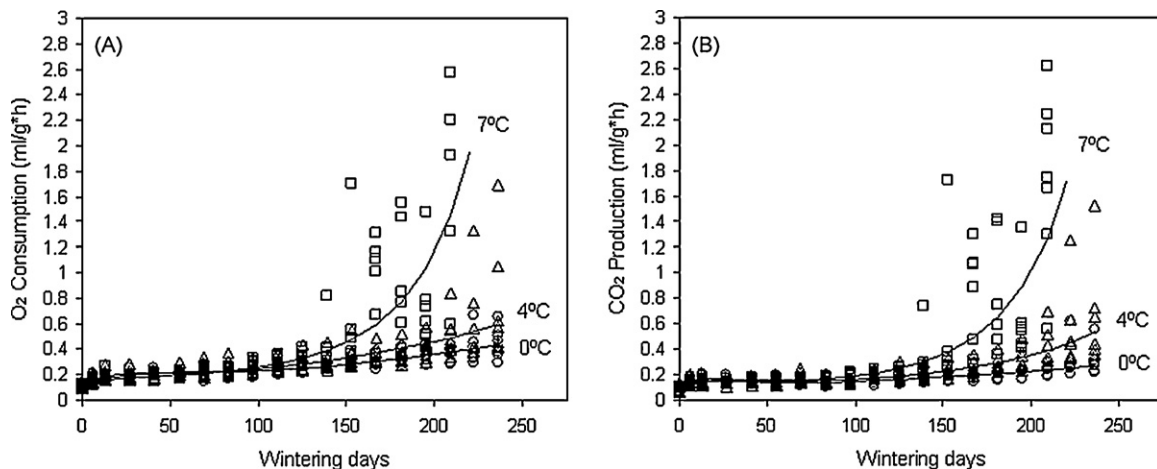 (A)
O₂ Consumption (ml/g*h)
3
2.8
2.6
2.4
2.2
2
1.8
1.6
1.4
1.2
1
0.8
0.6
0.4
0.2
0
7ºC
4ºC
0ºC
0 50 100 150 200 250
Wintering days
(B)
CO₂ Production (ml/g*h)
3
2.8
2.6
2.4
2.2
2
1.8
1.6
1.4
1.2
1
0.8
0.6
0.4
0.2
0
7ºC
4ºC
0ºC
0 50 100 150 200 250
Wintering days